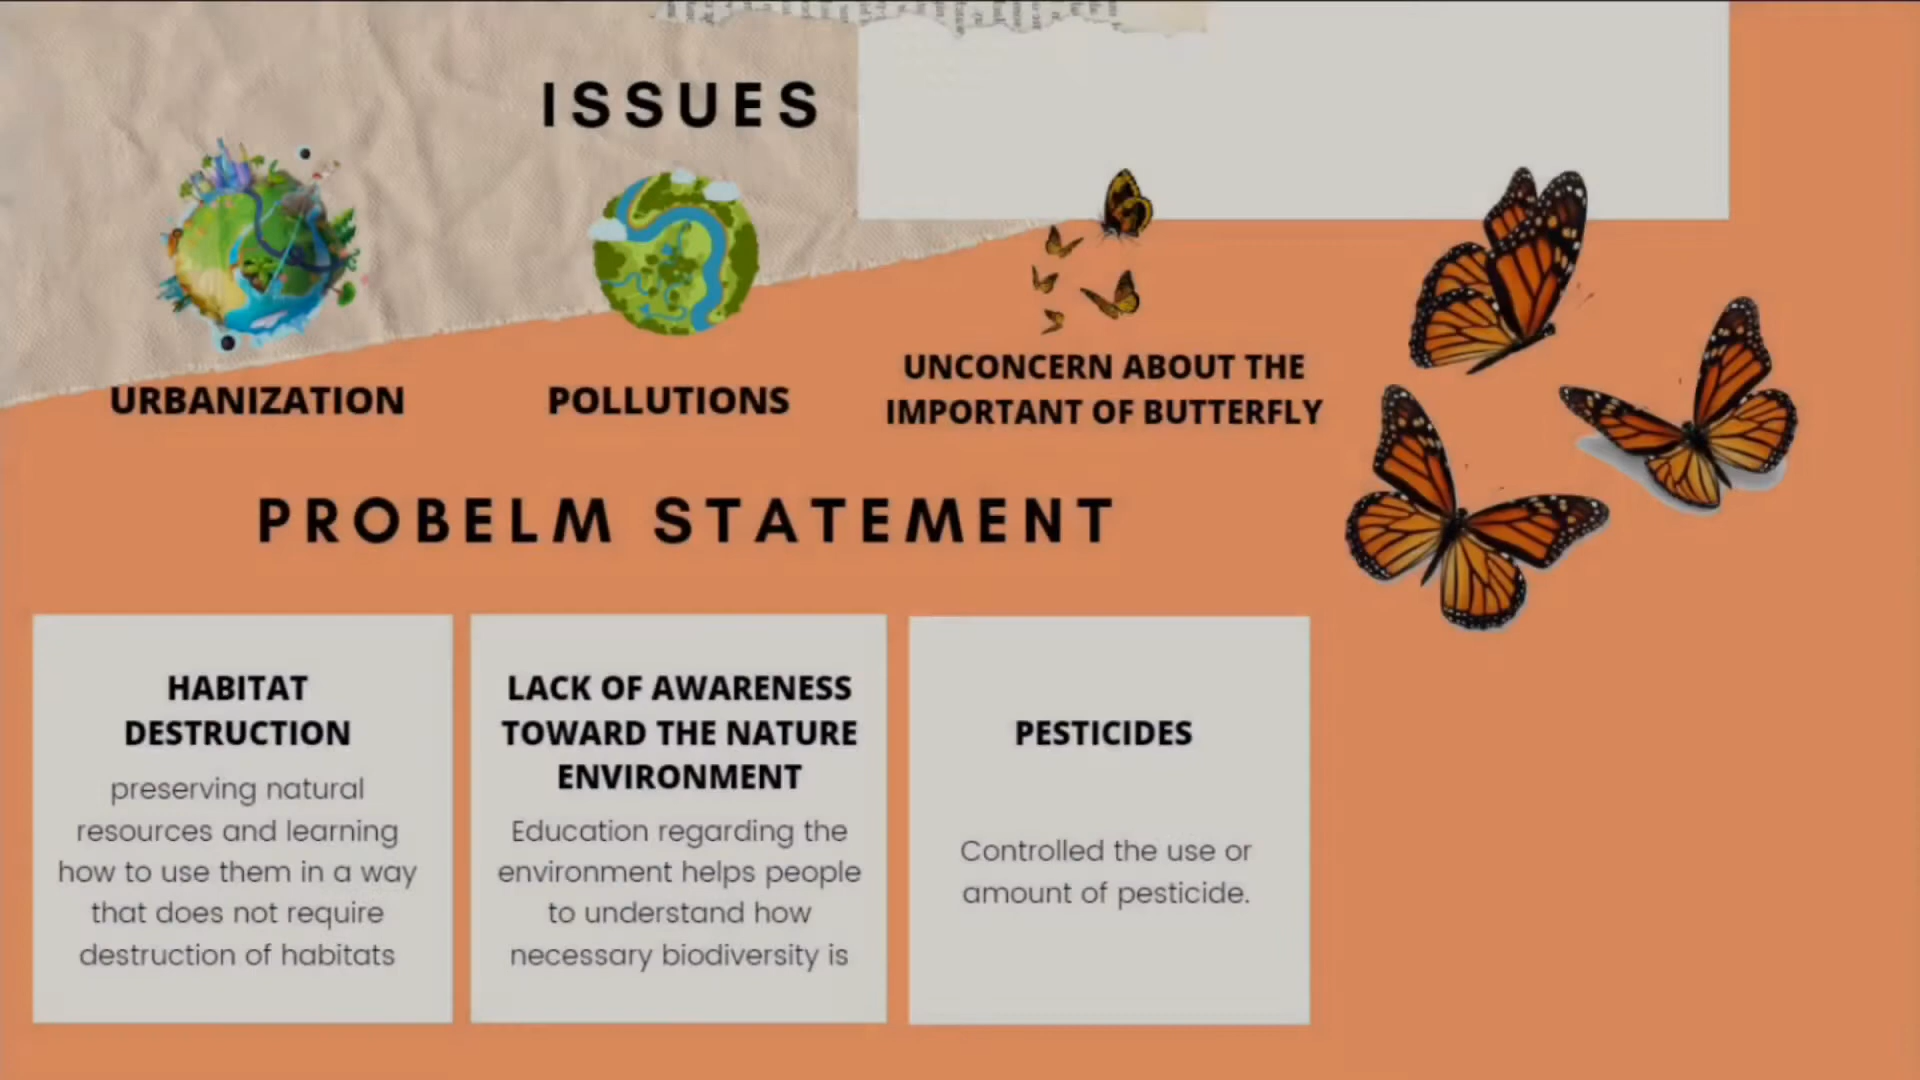 ISSUES
URBANIZATION
POLLUTIONS
UNCONCERN ABOUT THE
IMPORTANT OF BUTTERFLY
PROBELM STATEMENT
HABITAT
DESTRUCTION
preserving natural
resources and learning
how to use them in a way
that does not require
destruction of habitats
LACK OF AWARENESS
TOWARD THE NATURE
ENVIRONMENT
Education regarding the
environment helps people
to understand how
necessary biodiversity is
PESTICIDES
Controlled the use or
amount of pesticide.